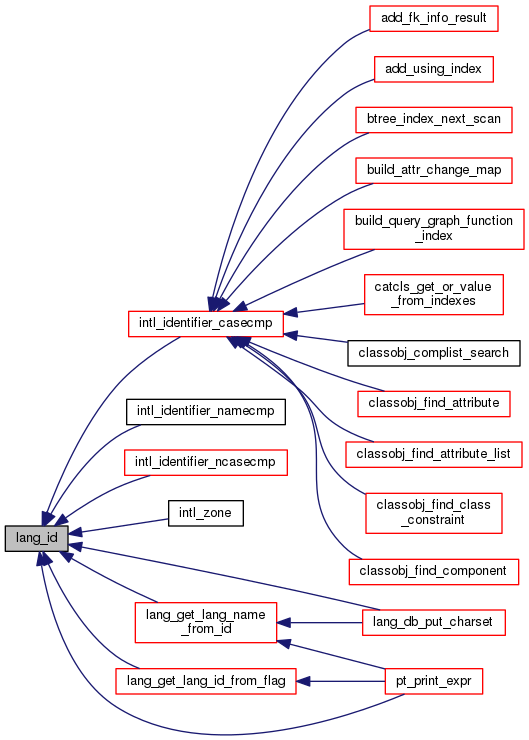 add_fk_info_result
add_using_index
btree_index_next_scan
build_attr_change_map
build_query_graph_function
_index
catcls_get_or_value
_from_indexes
intl_identifier_casecmp
classobj_complist_search
classobj_find_attribute
intl_identifier_namecmp
classobj_find_attribute_list
intl_identifier_ncasecmp
classobj_find_class
_constraint
intl_zone
lang_id
classobj_find_component
lang_get_lang_name
_from_id
lang_db_put_charset
lang_get_lang_id_from_flag
pt_print_expr